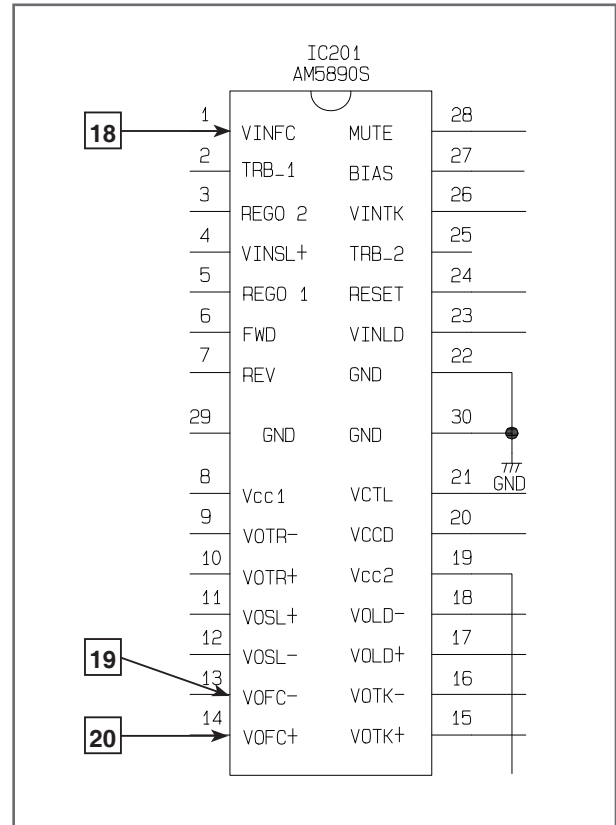 IC201
AM5890S
1 VINFC MUTE 28
18
2 TRB_1 BIAS 27
3 REGO 2 VINTK 26
4 VINSL+ TRB_2 25
5 REGO 1 RESET 24
6 FWD VINLD 23
7 REV GND 22
29 GND GND 30
GND
8 Vcc1 VCTL 21
9 VOTR- VCCD 20
10 VOTR+ Vcc2 19
11 VOSL+ VOLD- 18
12 VOSL- VOLD+ 17
19
13 VOFC- VOTK- 16
14 VOFC+ VOTK+ 15
20